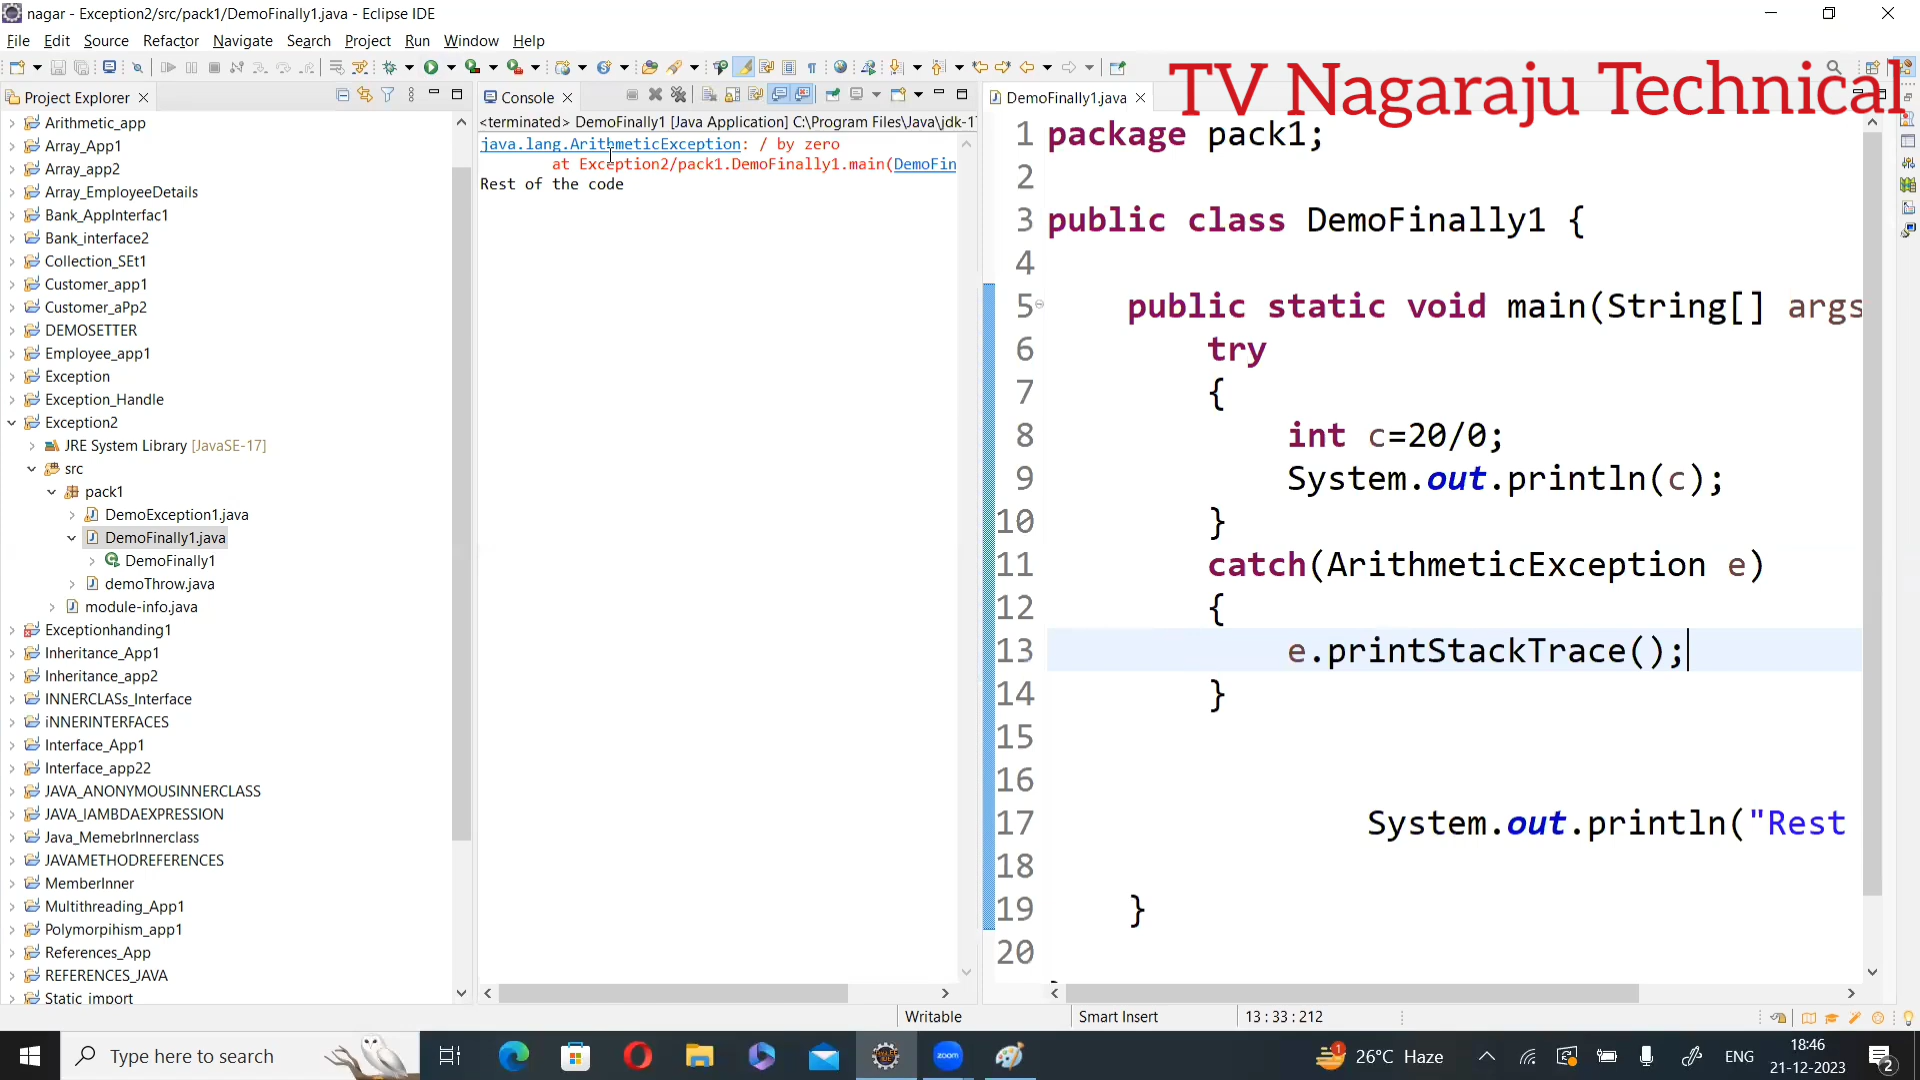 nagar - Exception2/src/pack1/DemoFinally1.java - Eclipse IDE
File Edit Source Refactor Navigate Search Project Run Window Help
TV Nagaraju Technical
Project Explorer
Arithmetic_app
Array_App1
Array_app2
Array_EmployeeDetails
Bank_AppInterfac1
Bank_interface2
Collection_SEt1
Customer_app1
Customer_aPp2
DEMOSETTER
Employee_app1
Exception
Exception_Handle
Exception2
JRE System Library [JavaSE-17]
src
pack1
DemoException1.java
DemoFinally1.java
DemoFinally1
demoThrow.java
module-info.java
Exceptionhanding1
Inheritance_App1
Inheritance_app2
INNERCLASs_Interface
iNNERINTERFACES
Interface_App1
Interface_app22
JAVA_ANONYMOUSINNERCLASS
JAVA_lAMBDAEXPRESSION
Java_MemebrInnerclass
JAVAMETHODREFERENCES
MemberInner
Multithreading_App1
Polymorpihism_app1
References_App
REFERENCES_JAVA
Static_import
Console
<terminated> DemoFinally1 [Java Application] C:\Program Files\Java\jdk-1
java.lang.ArithmeticException: / by zero
at Exception2/pack1.DemoFinally1.main(DemoFin
Rest of the code
DemoFinally1.java
1 package pack1;
2
3 public class DemoFinally1 {
4
5 public static void main(String[] args
6 try
7 {
8 int c=20/0;
9 System.out.println(c);
10 }
11 catch(ArithmeticException e)
12 {
13 e.printStackTrace();
14 }
15
16
17 System.out.println("Rest
18
19 }
20
Writable Smart Insert 13 : 33 : 212
Type here to search
zoom
1 26°C Haze
ENG
18:46
21-12-2023
2